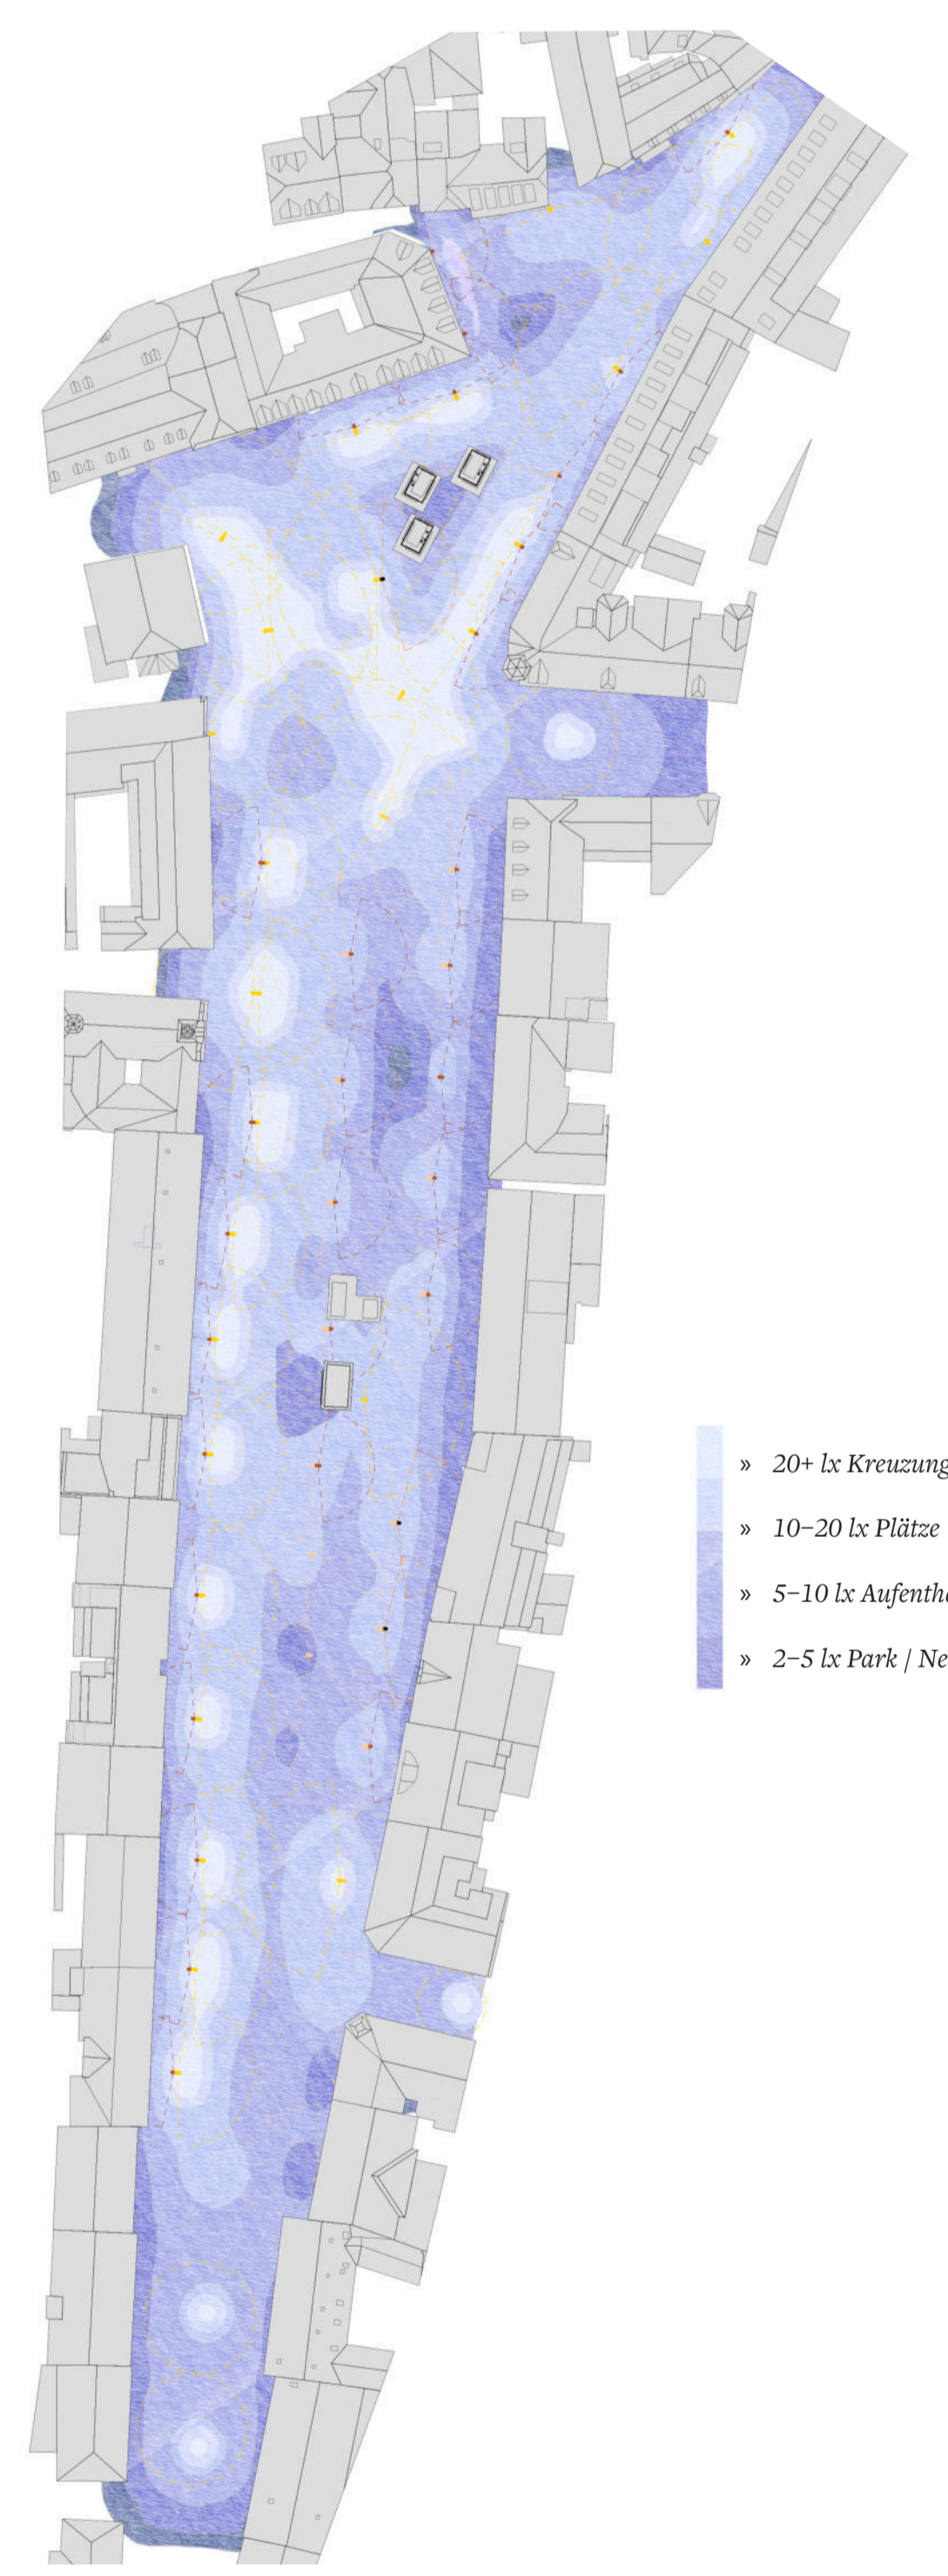 » 20+ lx Kreuzung
» 10–20 lx Plätze
» 5–10 lx Aufentha
» 2–5 lx Park / Ne